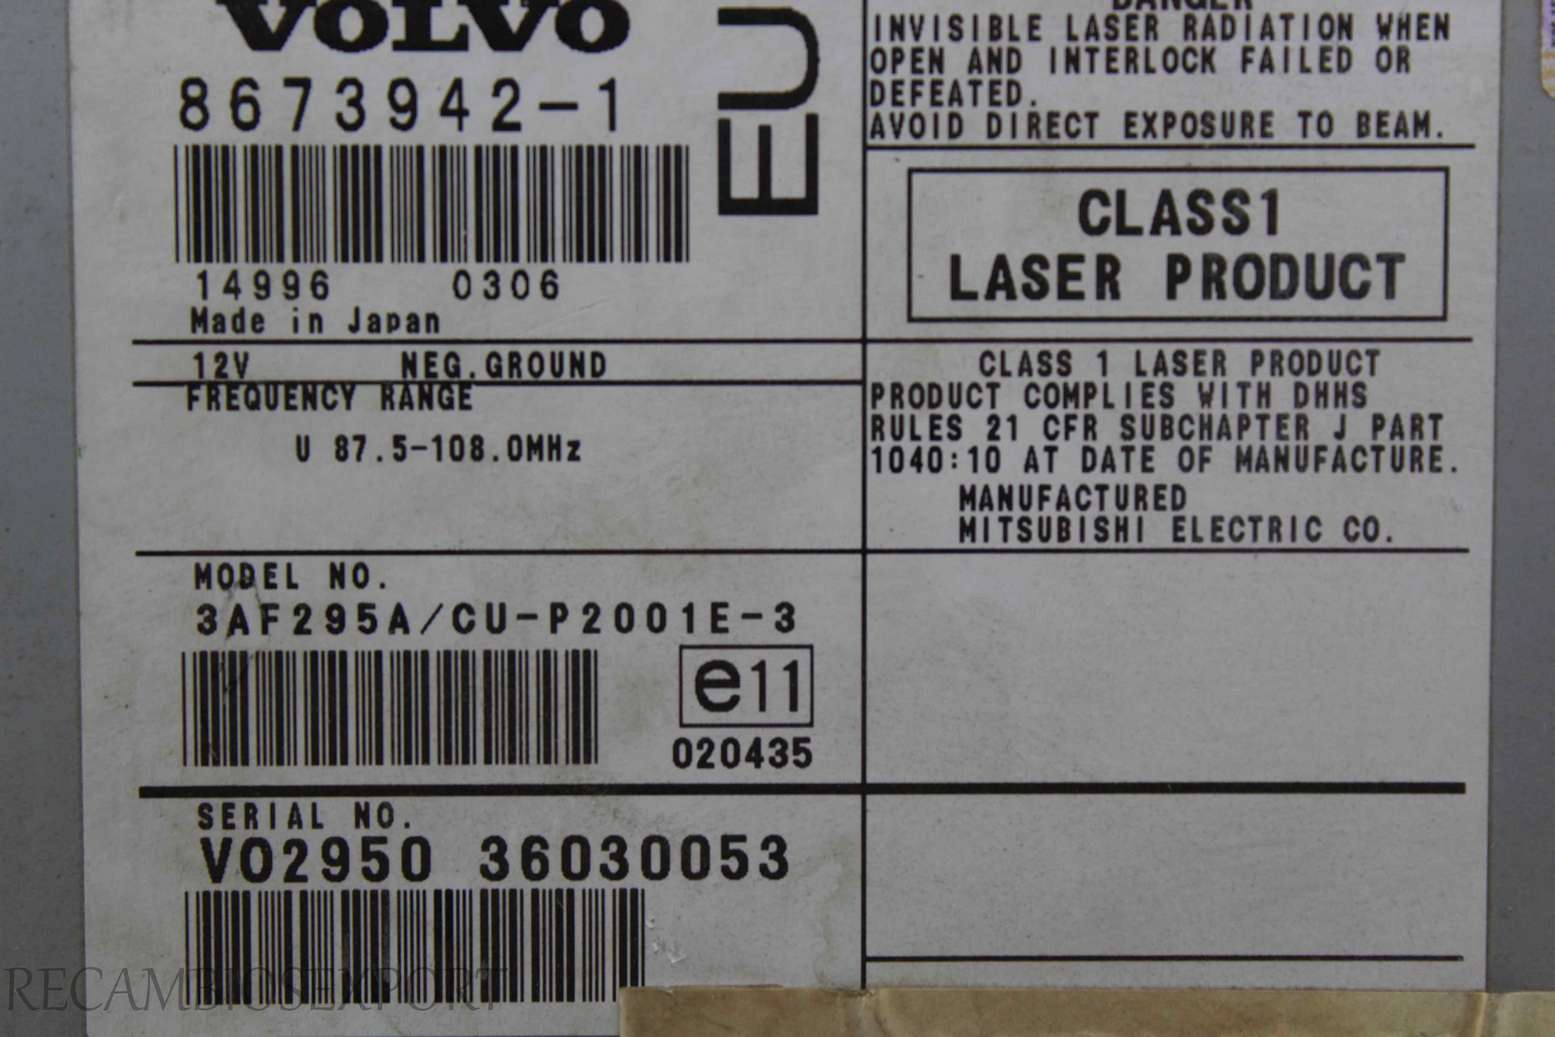 VOLVO
8673942-1
EU
14996 0306
Made in Japan
12V NEG.GROUND
FREQUENCY RANGE
U 87.5-108.0MHz
MODEL NO.
3AF295A/CU-P2001E-3
e11
020435
SERIAL NO.
VO2950 36030053
DANGER
INVISIBLE LASER RADIATION WHEN
OPEN AND INTERLOCK FAILED OR
DEFEATED.
AVOID DIRECT EXPOSURE TO BEAM.
CLASS1
LASER PRODUCT
CLASS 1 LASER PRODUCT
PRODUCT COMPLIES WITH DHHS
RULES 21 CFR SUBCHAPTER J PART
1040:10 AT DATE OF MANUFACTURE.
MANUFACTURED
MITSUBISHI ELECTRIC CO.
RECAMBIOSEXPORT